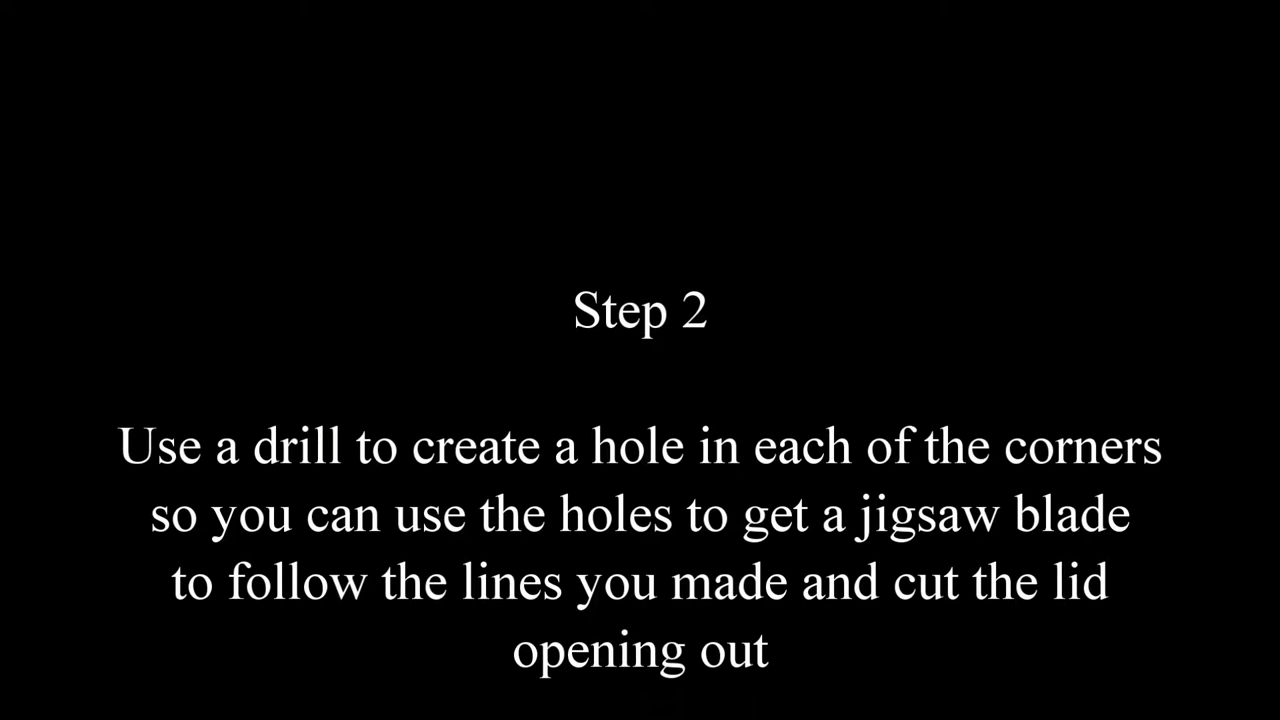 Step 2
Use a drill to create a hole in each of the corners
so you can use the holes to get a jigsaw blade
to follow the lines you made and cut the lid
opening out